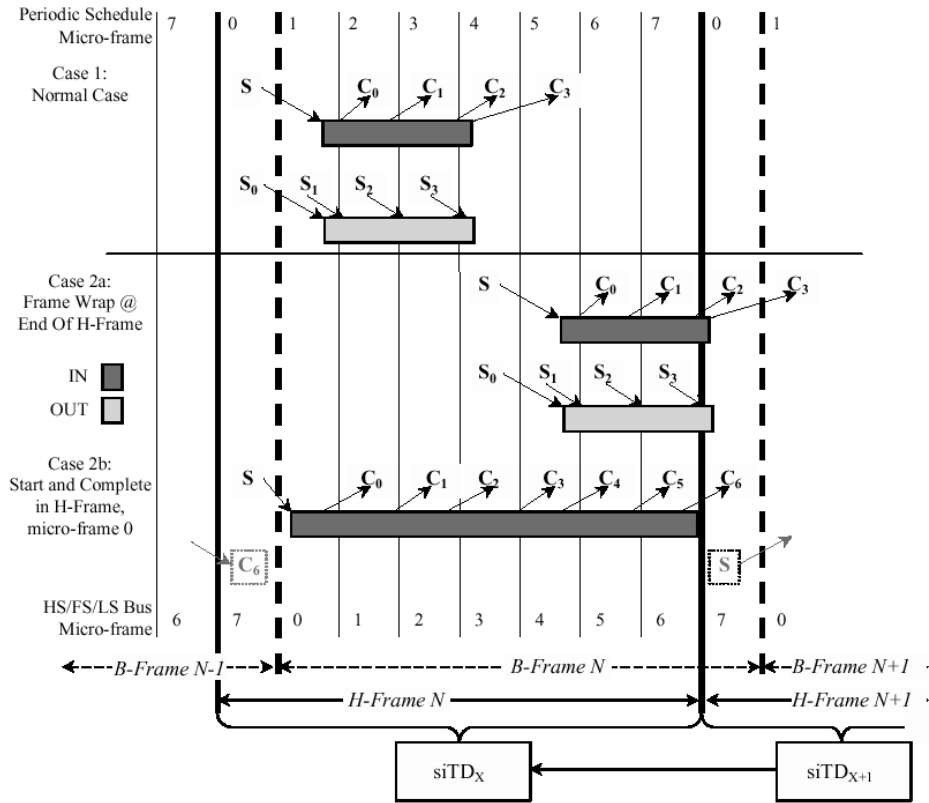 Periodic Schedule
Micro-frame
7 0 1 2 3 4 5 6 7 0 1
Case 1:
Normal Case
S C0 C1 C2 C3
S0 S1 S2 S3
Case 2a:
Frame Wrap @
End Of H-Frame
S C0 C1 C2 C3
IN
OUT
S0 S1 S2 S3
Case 2b:
Start and Complete
in H-Frame,
micro-frame 0
S C0 C1 C2 C3 C4 C5 C6
C6 S
HS/FS/LS Bus
Micro-frame
6 7 0 1 2 3 4 5 6 7 0
B-Frame N-1 B-Frame N B-Frame N+1
H-Frame N H-Frame N+1
siTDX siTDX+1